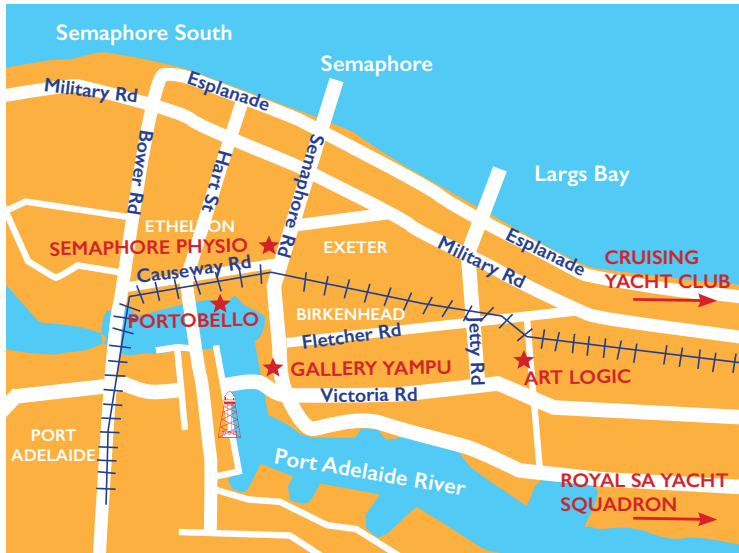 Semaphore South
Semaphore
Esplanade
Military Rd
Bower Rd
Hart St
Semaphore Rd
Largs Bay
ETHELTON
SEMAPHORE PHYSIO
EXETER
Esplanade
Military Rd
CRUISING
YACHT CLUB
Causeway Rd
PORTOBELLO
BIRKENHEAD
Fletcher Rd
Jetty Rd
GALLERY YAMPU
ART LOGIC
Victoria Rd
PORT
ADELAIDE
Port Adelaide River
ROYAL SA YACHT
SQUADRON